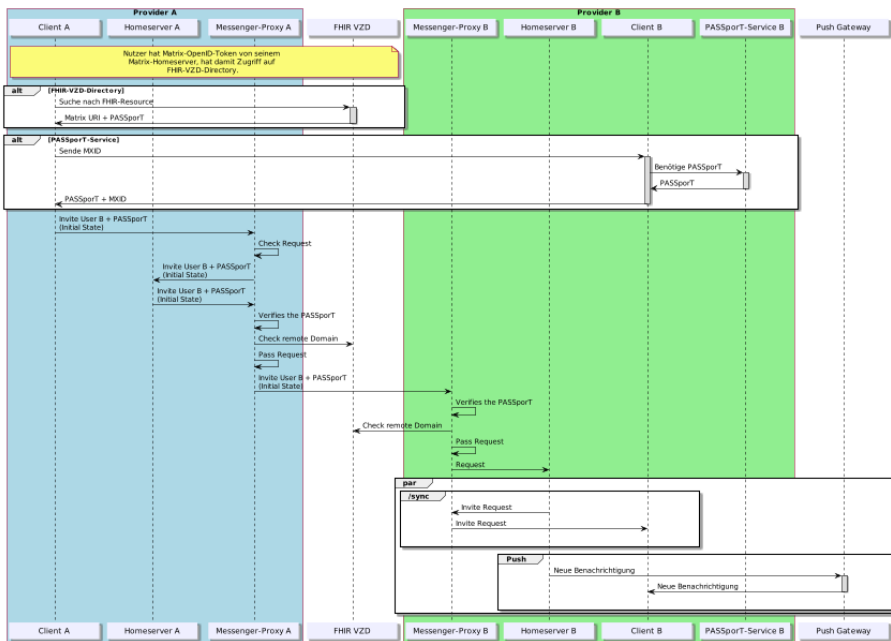 Provider A
Provider B
Client A
Homeserver A
Messenger-Proxy A
FHIR VZD
Messenger-Proxy B
Homeserver B
Client B
PASSporT-Service B
Push Gateway
Nutzer hat Matrix-OpenID-Token von seinem
Matrix-Homeserver, hat damit Zugriff auf
FHIR-VZD-Directory.
alt
[FHIR-VZD-Directory]
Suche nach FHIR-Resource
Matrix URI + PASSporT
alt
[PASSporT-Service]
Sende MXID
Benötige PASSporT
PASSporT
PASSporT + MXID
Invite User B + PASSporT
(Initial State)
Check Request
Invite User B + PASSporT
(Initial State)
Invite User B + PASSporT
(Initial State)
Verifies the PASSporT
Check remote Domain
Pass Request
Invite User B + PASSporT
(Initial State)
Verifies the PASSporT
Check remote Domain
Pass Request
Request
par
/sync
Invite Request
Invite Request
Push
Neue Benachrichtigung
Neue Benachrichtigung
Client A
Homeserver A
Messenger-Proxy A
FHIR VZD
Messenger-Proxy B
Homeserver B
Client B
PASSporT-Service B
Push Gateway